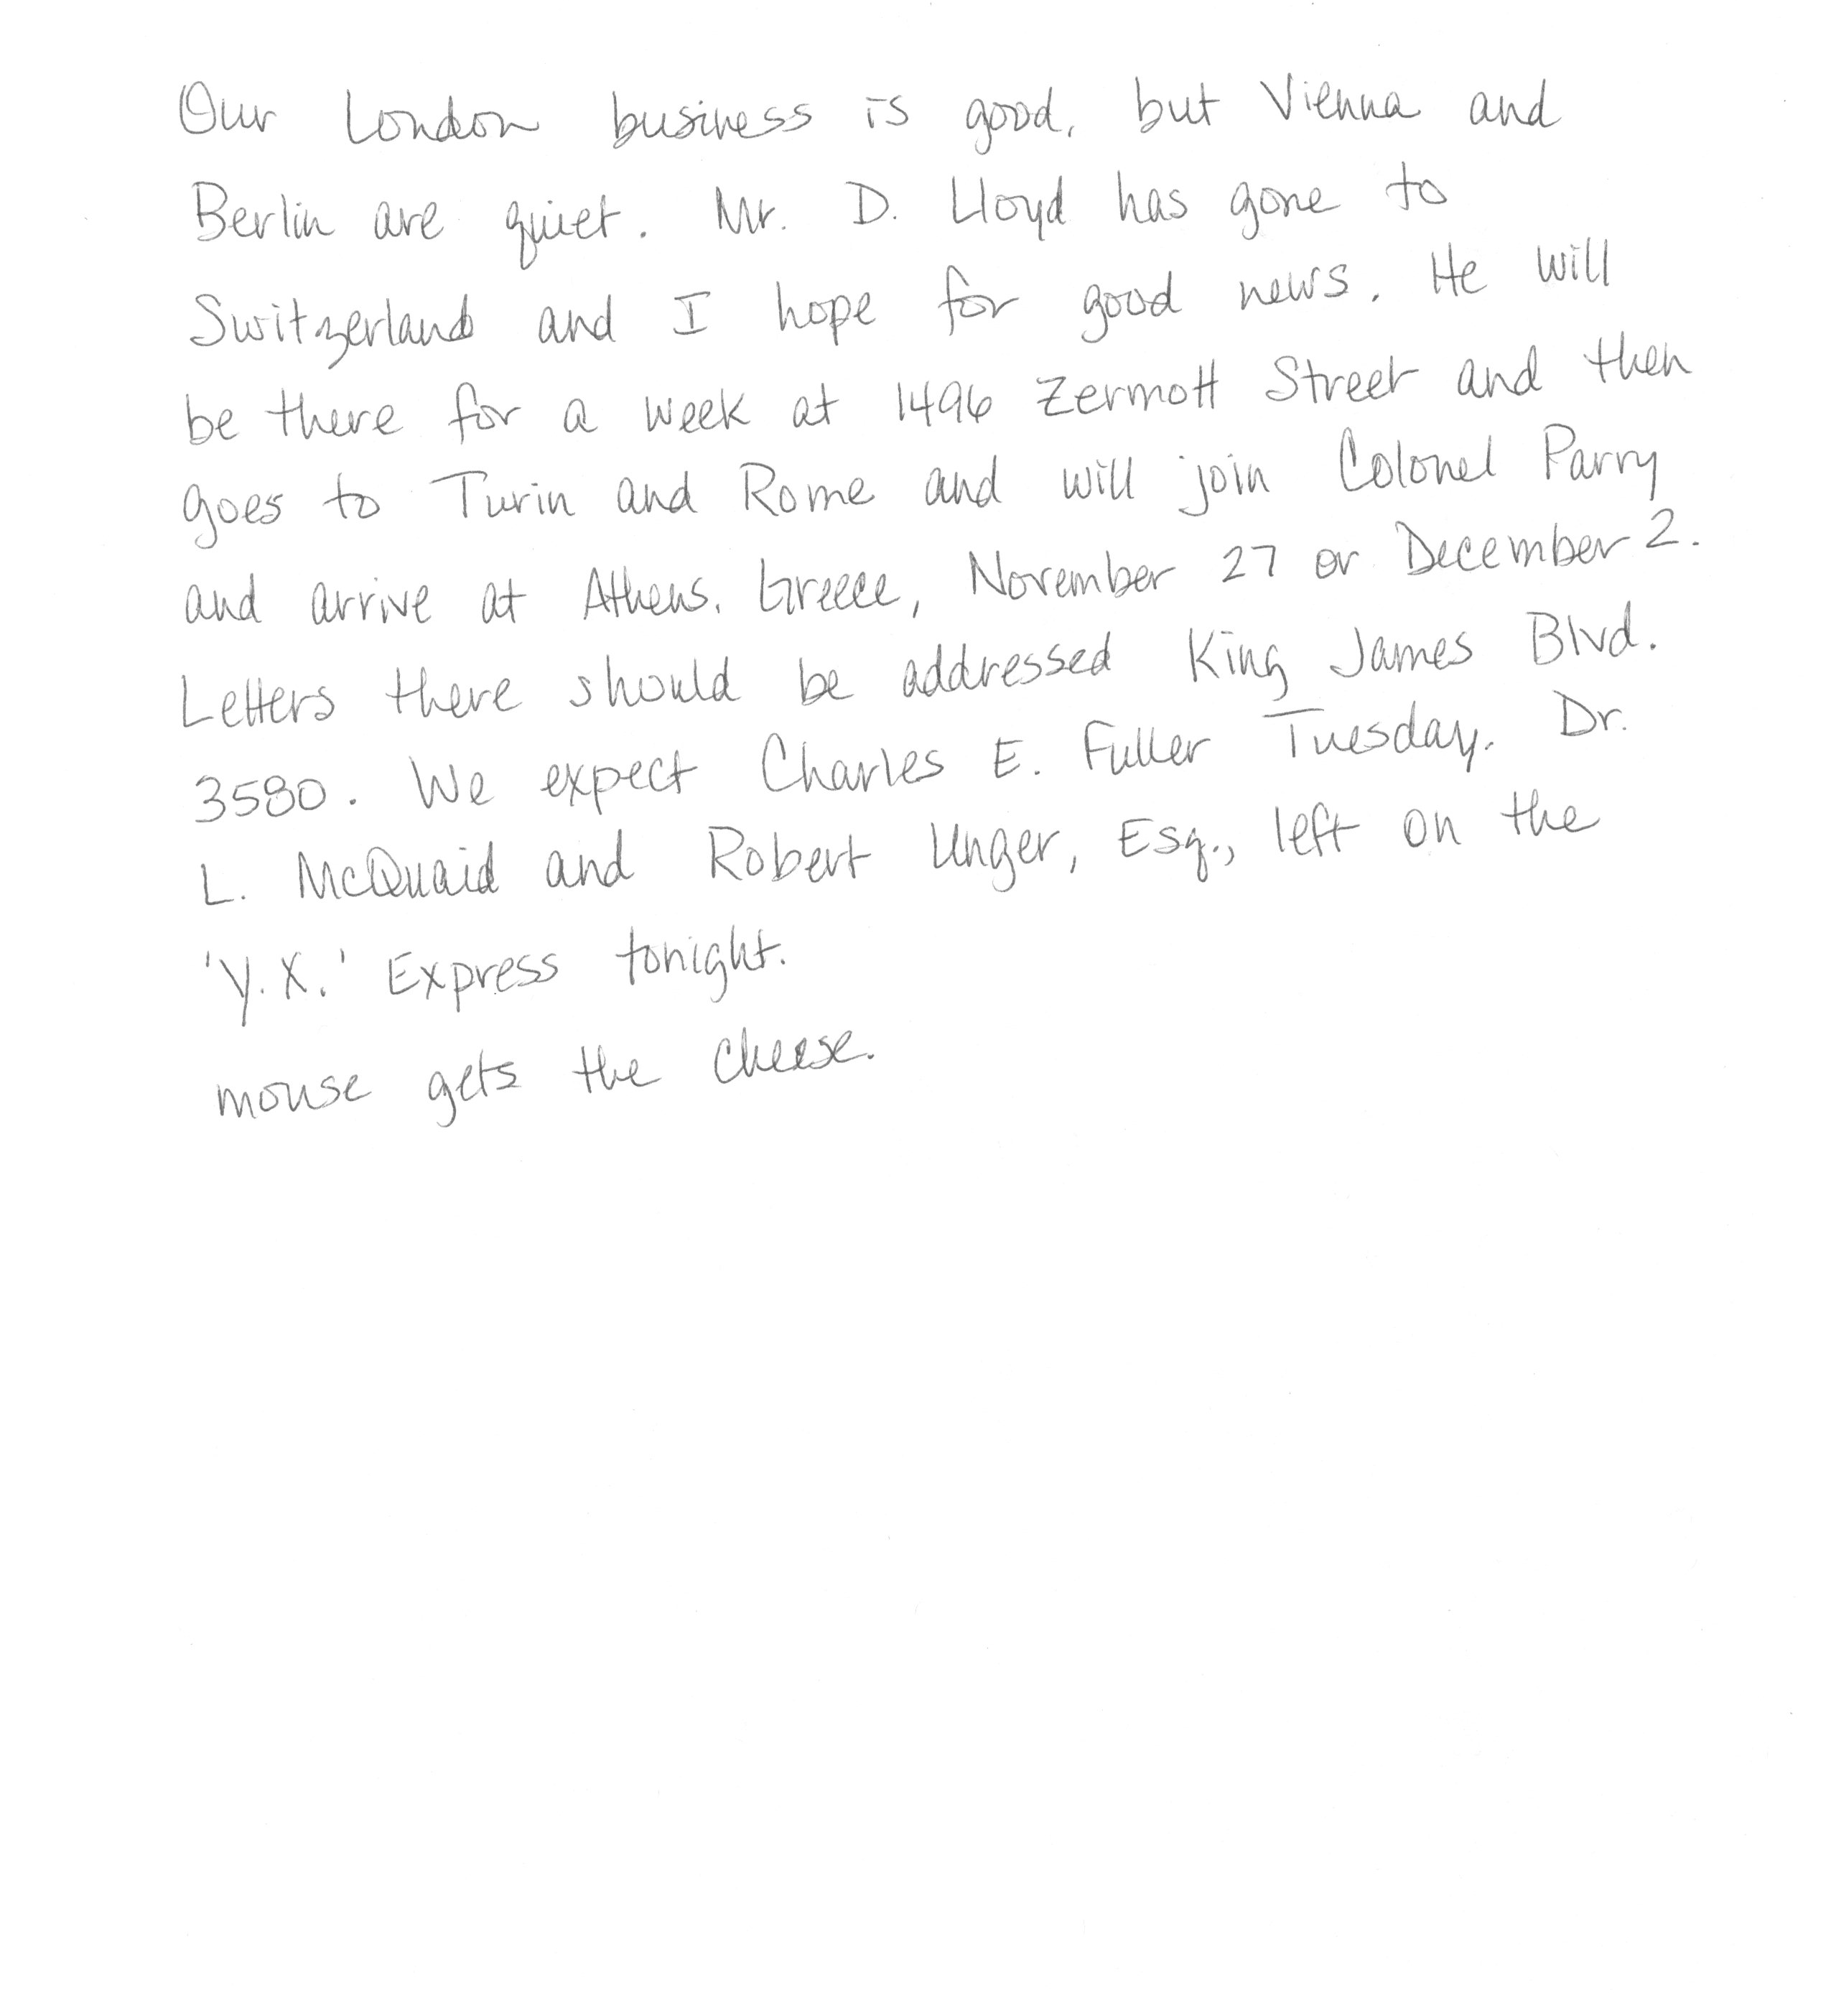 Our London business is good, but Vienna and
Berlin are quiet. Mr. D. Lloyd has gone to
Switzerland and I hope for good news. He will
be there for a week at 1496 Zermott Street and then
goes to Turin and Rome and will join Colonel Parry
and arrive at Athens, Greece, November 27 or December 2.
Letters there should be addressed King James Blvd.
3580. We expect Charles E. Fuller Tuesday. Dr.
L. McQuaid and Robert Unger, Esq., left on the
'Y.X.' Express tonight.
mouse gets the cheese.